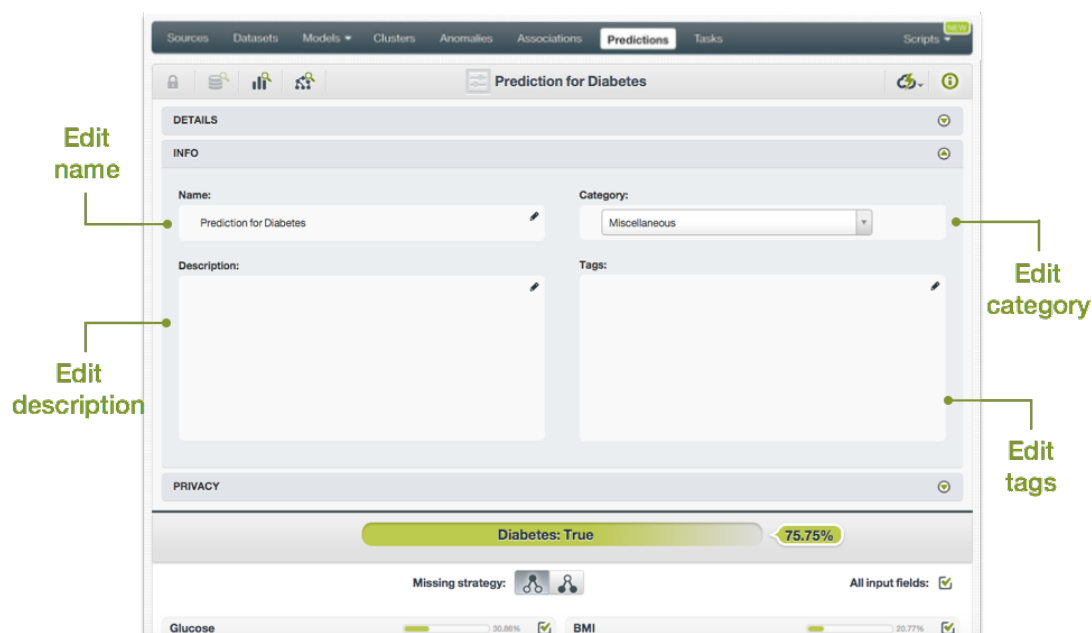 Sources Datasets Models Clusters Anomalies Associations Predictions Tasks Scripts NEW
Prediction for Diabetes
DETAILS
INFO
Edit
name
Name:
Category:
Prediction for Diabetes
Miscellaneous
Description:
Tags:
Edit
category
Edit
description
Edit
tags
PRIVACY
Diabetes: True 75.75%
Missing strategy: All input fields:
Glucose 30.86% BMI 20.77%